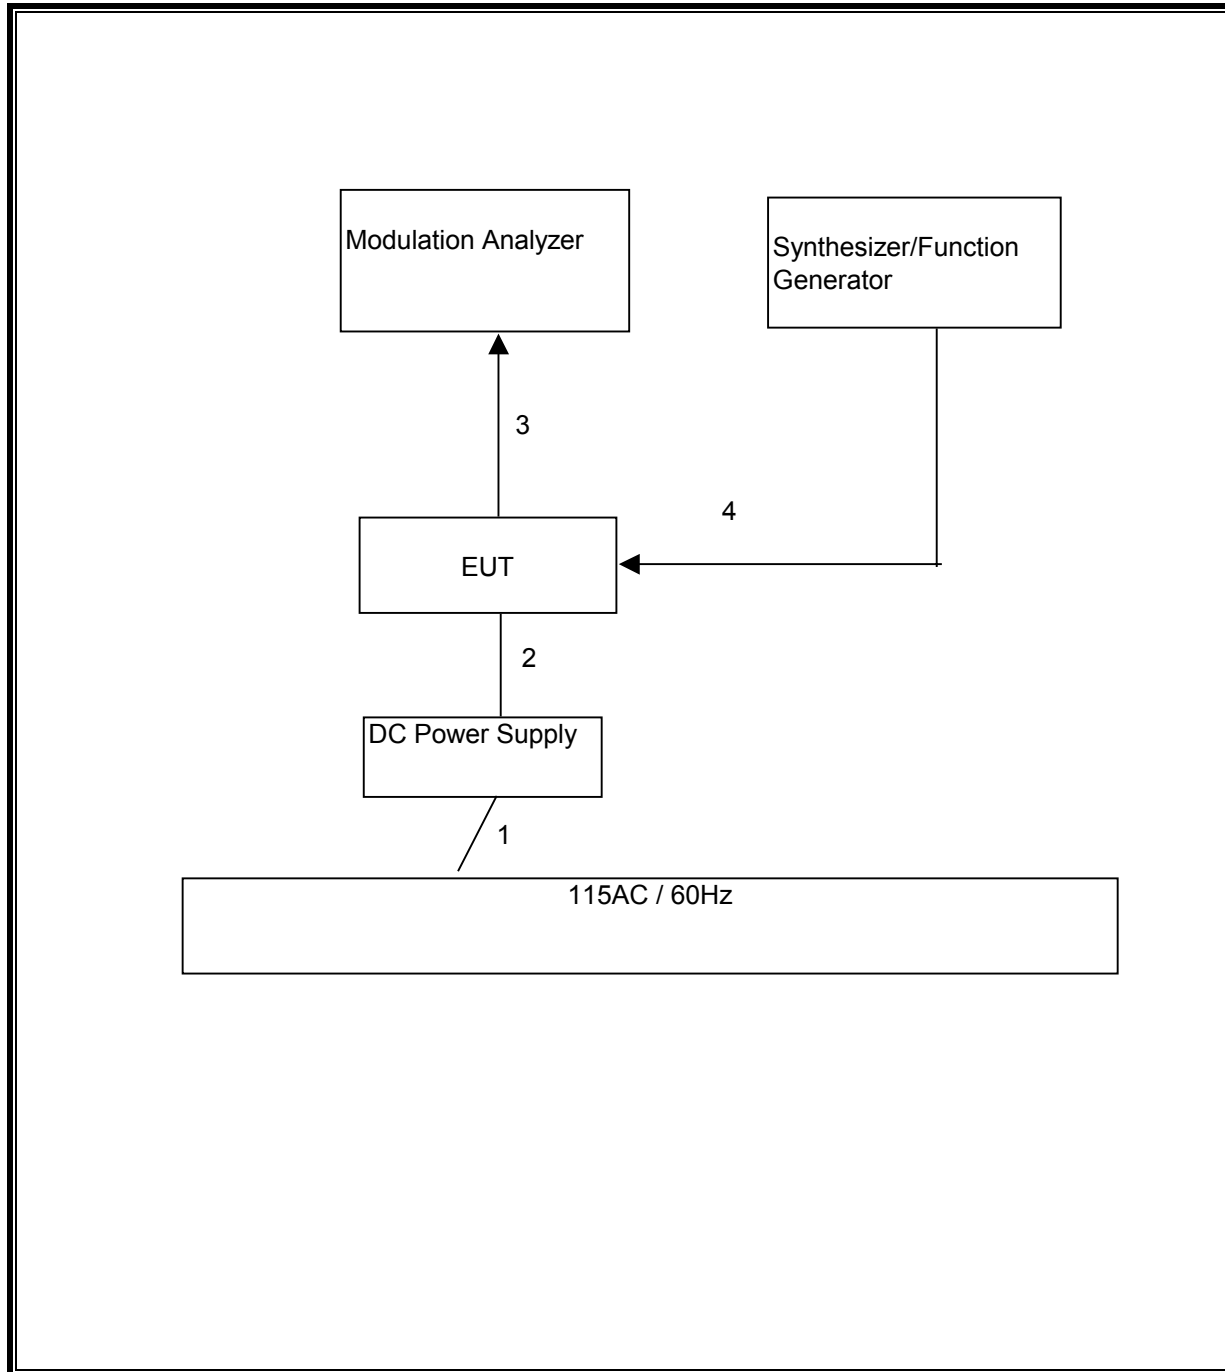 Modulation Analyzer
Synthesizer/Function
Generator
3
4
EUT
2
DC Power Supply
1
115AC / 60Hz